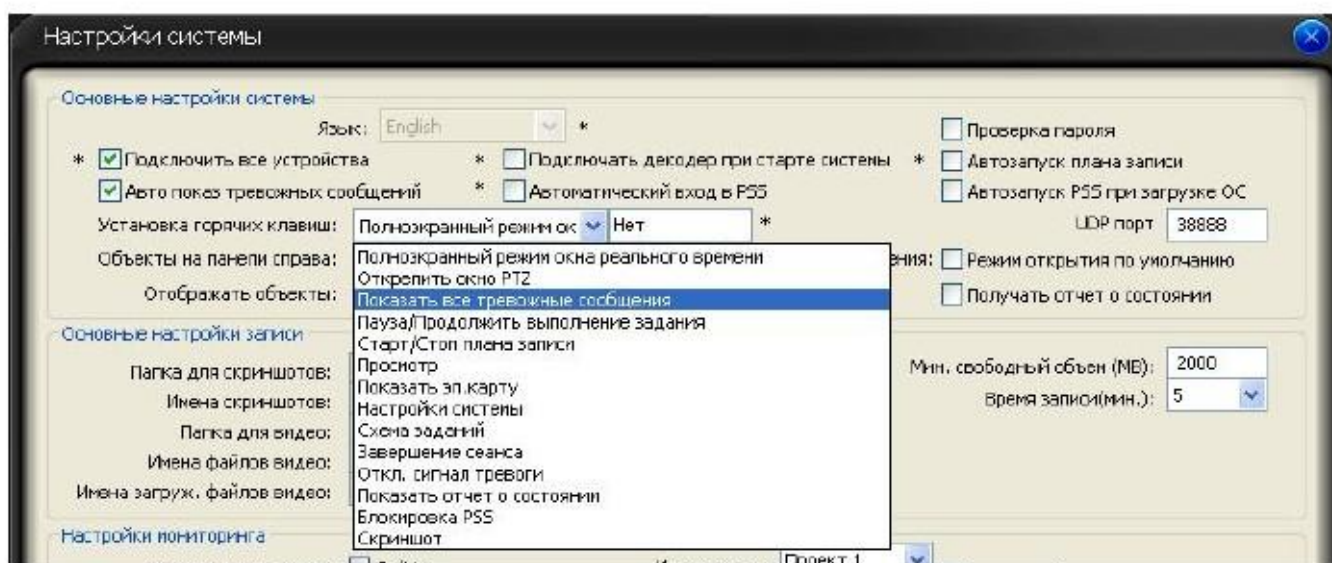 Настройки системы
Основные настройки системы
Язык: English *
Проверка пароля
* Подключить все устройства * Подключать декодер при старте системы * Автозапуск плана записи
Авто показ тревожных сообщений * Автоматический вход в PSS Автозапуск PSS при загрузке ОС
Установка горячих клавиш: Полноэкранный режим ок Нет * UDP порт 38888
Объекты на панели справа: ения: Режим открытия по умолчанию
Отображать объекты: Получать отчет о состоянии
Полноэкранный режим окна реального времени
Открепить окно PTZ
Показать все тревожные сообщения
Пауза/Продолжить выполнение задания
Старт/Стоп плана записи
Просмотр
Показать эл.карту
Настройки системы
Схема заданий
Завершение сеанса
Откл. сигнал тревоги
Показать отчет о состоянии
Блокировка PSS
Скриншот
Основные настройки записи
Папка для скриншотов: Мин. свободный объем (MB): 2000
Имена скриншотов: Время записи(мин.): 5
Папка для видео:
Имена файлов видео:
Имена загруж. файлов видео:
Настройки мониторинга
Проект 1